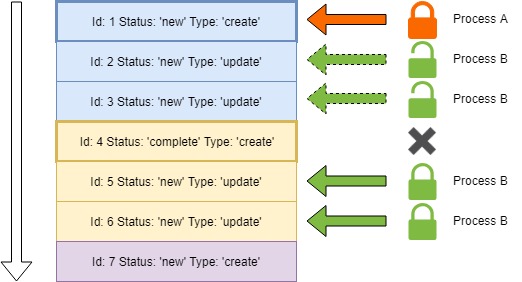 Id: 1 Status: 'new' Type: 'create' Process A
Id: 2 Status: 'new' Type: 'update' Process B
Id: 3 Status: 'new' Type: 'update' Process B
Id: 4 Status: 'complete' Type: 'create'
Id: 5 Status: 'new' Type: 'update' Process B
Id: 6 Status: 'new' Type: 'update' Process B
Id: 7 Status: 'new' Type: 'create'